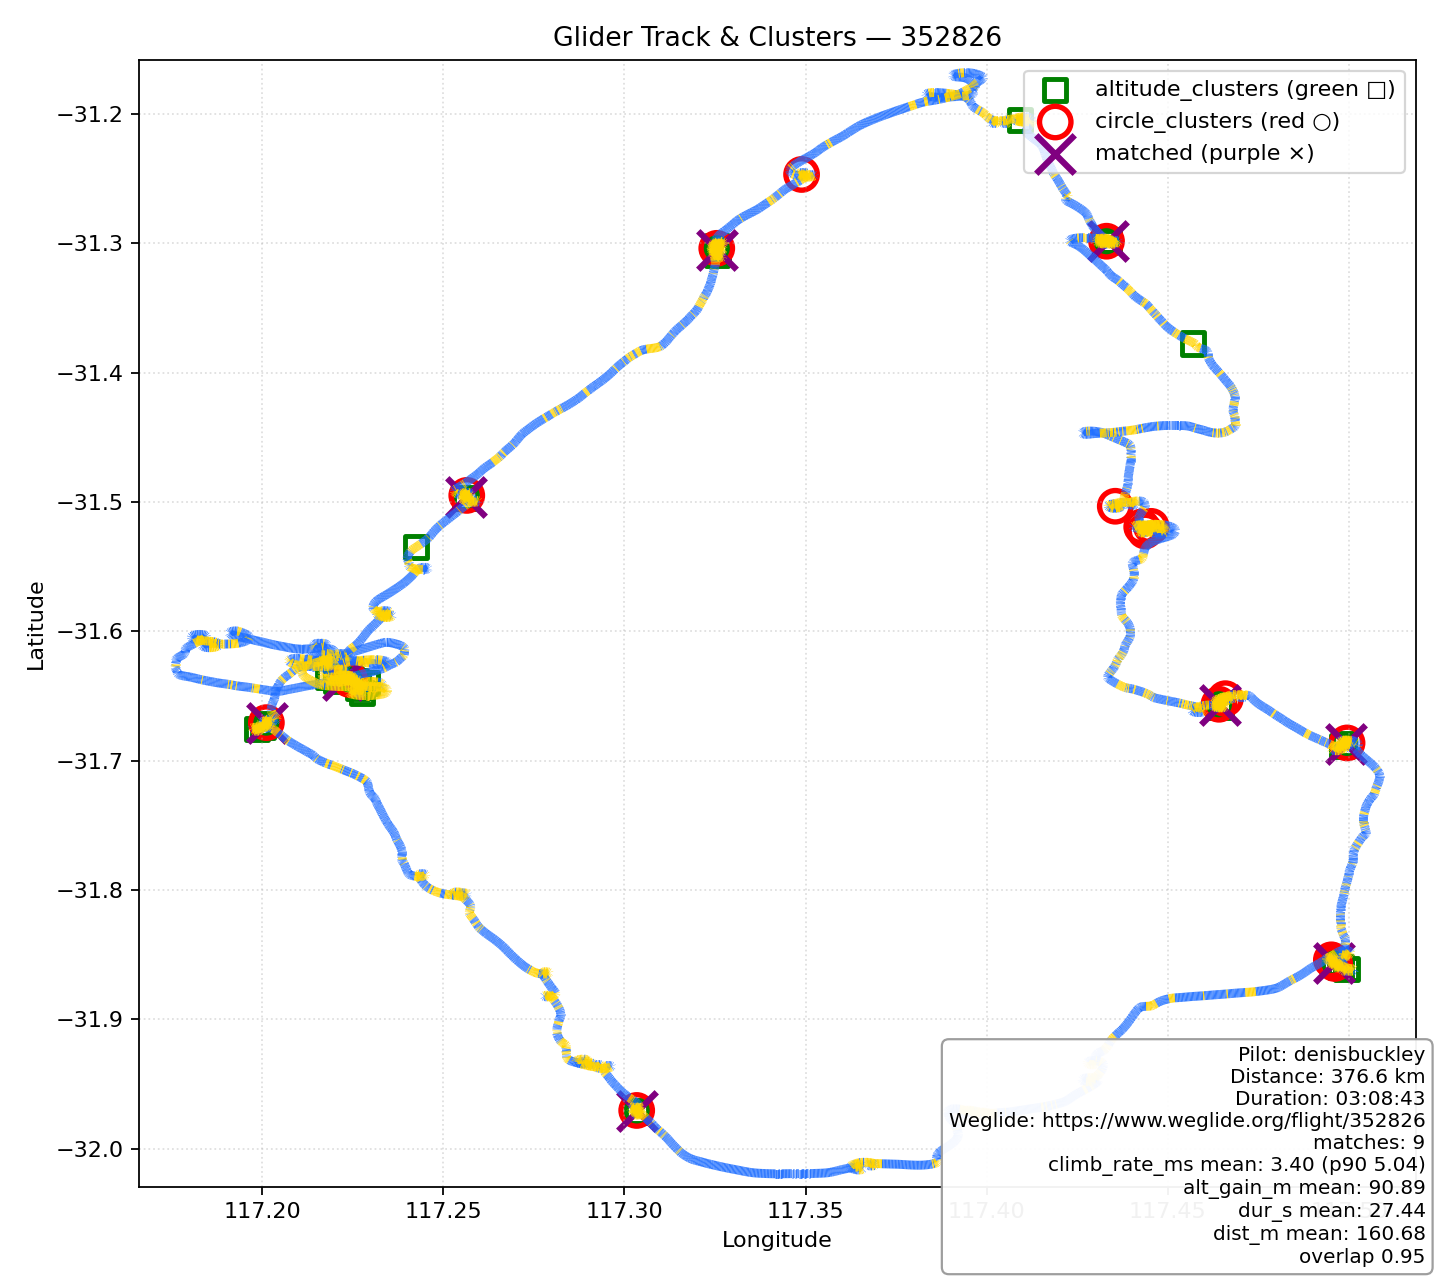 Glider Track & Clusters — 352826
altitude_clusters (green □)
circle_clusters (red ○)
matched (purple ×)
Latitude
−31.2
−31.3
−31.4
−31.5
−31.6
−31.7
−31.8
−31.9
−32.0
117.20
117.25
117.30
117.35
117.40
117.45
Longitude
Pilot: denisbuckley
Distance: 376.6 km
Duration: 03:08:43
Weglide: https://www.weglide.org/flight/352826
matches: 9
climb_rate_ms mean: 3.40 (p90 5.04)
alt_gain_m mean: 90.89
dur_s mean: 27.44
dist_m mean: 160.68
overlap 0.95